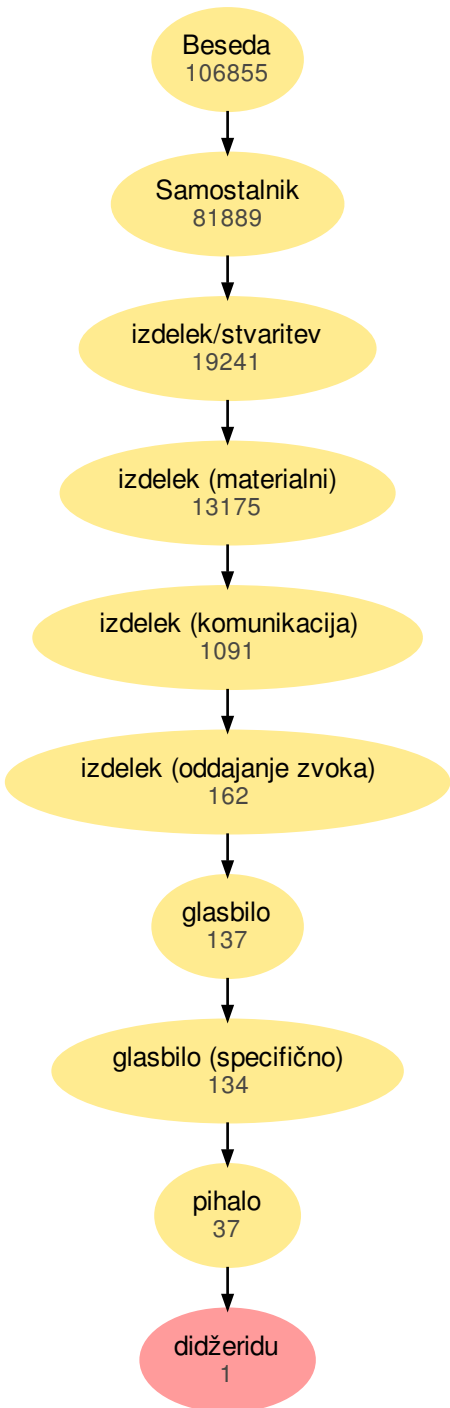 Beseda
106855
Samostalnik
81889
izdelek/stvaritev
19241
izdelek (materialni)
13175
izdelek (komunikacija)
1091
izdelek (oddajanje zvoka)
162
glasbilo
137
glasbilo (specifično)
134
pihalo
37
didžeridu
1